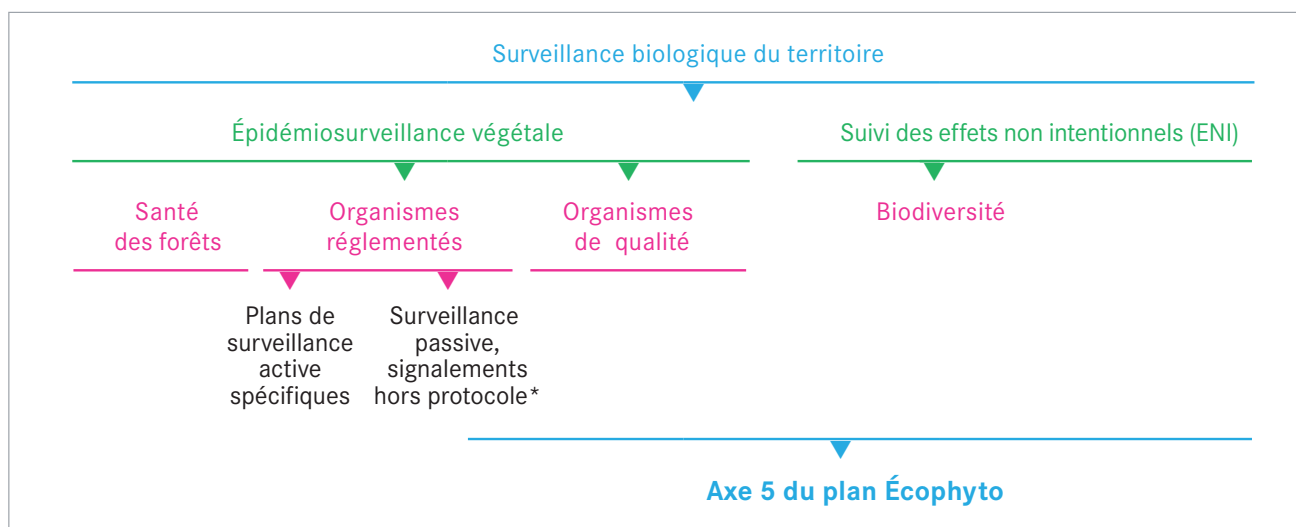 Surveillance biologique du territoire
Épidémiosurveillance végétale
Suivi des effets non intentionnels (ENI)
Santé
des forêts
Organismes
réglementés
Organismes
de qualité
Biodiversité
Plans de
surveillance
active
spécifiques
Surveillance
passive,
signalements
hors protocole*
Axe 5 du plan Écophyto